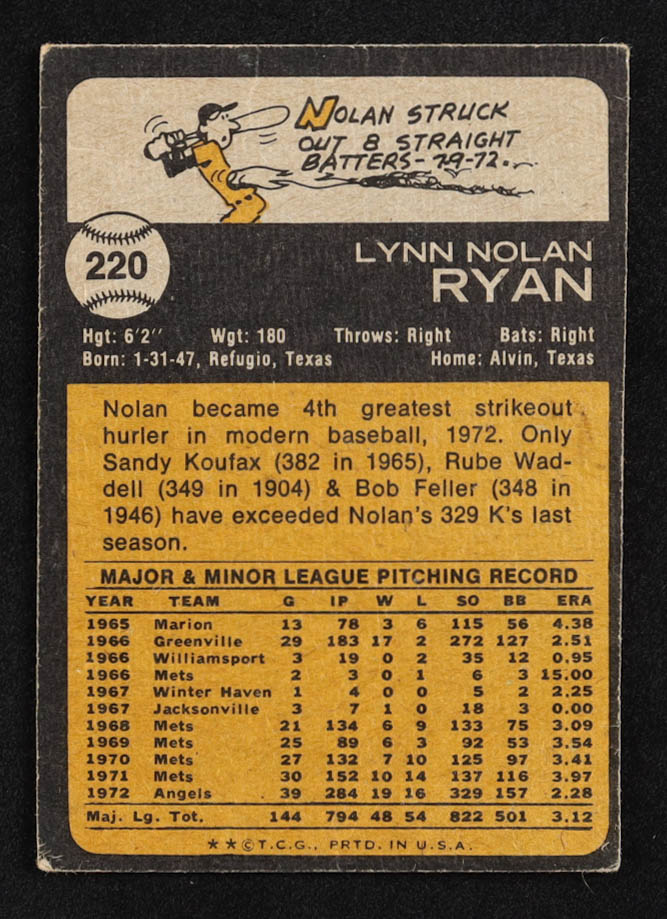 NOLAN STRUCK
OUT 8 STRAIGHT
BATTERS - 7-9-72.
220
LYNN NOLAN
RYAN
Hgt: 6'2" Wgt: 180 Throws: Right Bats: Right
Born: 1-31-47, Refugio, Texas Home: Alvin, Texas
Nolan became 4th greatest strikeout
hurler in modern baseball, 1972. Only
Sandy Koufax (382 in 1965), Rube Wad-
dell (349 in 1904) & Bob Feller (348 in
1946) have exceeded Nolan's 329 K's last
season.
MAJOR & MINOR LEAGUE PITCHING RECORD
YEAR TEAM G IP W L SO BB ERA
1965 Marion 13 78 3 6 115 56 4.38
1966 Greenville 29 183 17 2 272 127 2.51
1966 Williamsport 3 19 0 2 35 12 0.95
1966 Mets 2 3 0 1 6 3 15.00
1967 Winter Haven 1 4 0 0 5 2 2.25
1967 Jacksonville 3 7 1 0 18 3 0.00
1968 Mets 21 134 6 9 133 75 3.09
1969 Mets 25 89 6 3 92 53 3.54
1970 Mets 27 132 7 10 125 97 3.41
1971 Mets 30 152 10 14 137 116 3.97
1972 Angels 39 284 19 16 329 157 2.28
Maj. Lg. Tot. 144 794 48 54 822 501 3.12
**©T.C.G., PRTD. IN U.S.A.